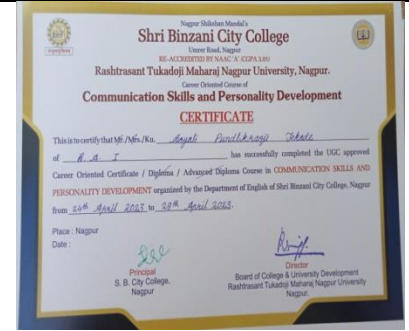 Nagpur Shikshan Mandal's
Shri Binzani City College
Umrer Road, Nagpur
RE-ACCREDITED BY NAAC 'A' (CGPA 3.03)
Rashtrasant Tukadoji Maharaj Nagpur University, Nagpur.
Career Oriented Course of
Communication Skills and Personality Development
CERTIFICATE
This is to certify that Mr. /Mrs./Ku. Anjali Pundlikraoji Tekade
of B.A I has successfully completed the UGC approved
Career Oriented Certificate / Diploma / Advanced Diploma Course in COMMUNICATION SKILLS AND
PERSONALITY DEVELOPMENT organized by the Department of English of Shri Binzani City College, Nagpur
from 24th April 2023 to 29th April 2023.
Place : Nagpur
Date :
Principal
S. B. City College,
Nagpur
Director
Board of College & University Development
Rashtrasant Tukadoji Maharaj Nagpur University
Nagpur.